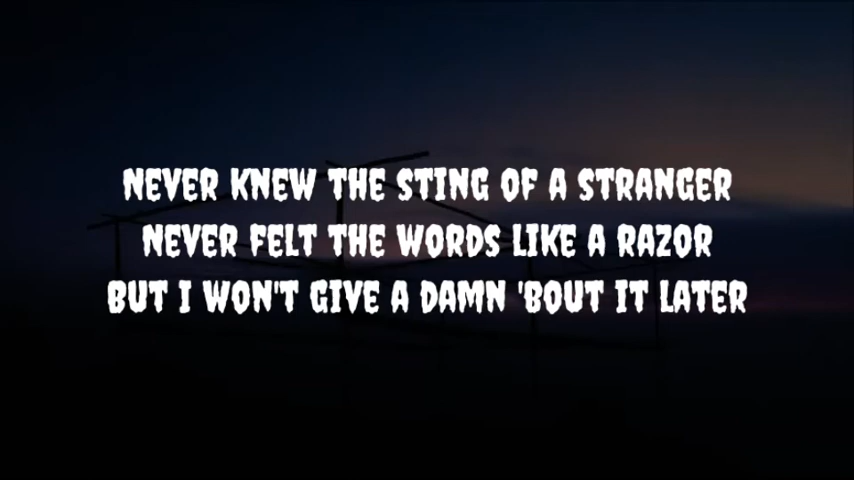 NEVER KNEW THE STING OF A STRANGER
NEVER FELT THE WORDS LIKE A RAZOR
BUT I WON'T GIVE A DAMN 'BOUT IT LATER